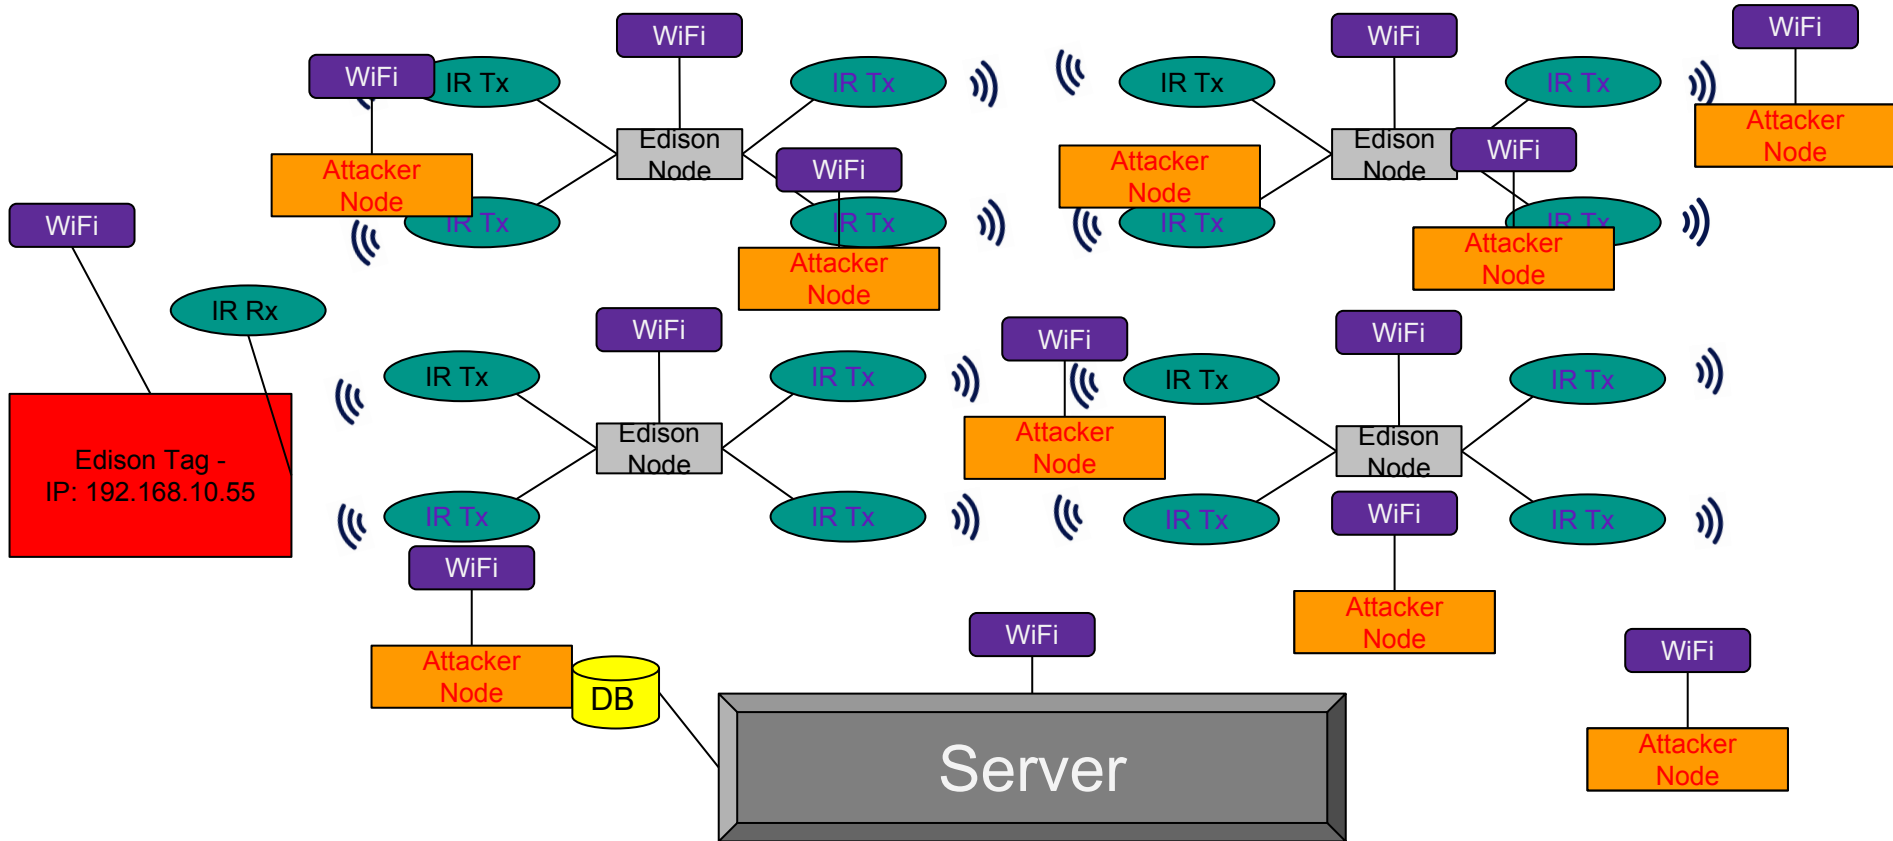 WiFi
WiFi
WiFi
WiFi
IR Tx
IR Tx
IR Tx
IR Tx
Attacker
Node
Edison
Node
Edison
Node
WiFi
WiFi
Attacker
Node
Attacker
Node
WiFi
IR Tx
IR Tx
IR Tx
IR Tx
Attacker
Node
Attacker
Node
IR Rx
WiFi
WiFi
WiFi
IR Tx
IR Tx
IR Tx
IR Tx
Edison
Node
Attacker
Node
Edison
Node
Edison Tag -
IP: 192.168.10.55
IR Tx
IR Tx
IR Tx
IR Tx
WiFi
WiFi
Attacker
Node
WiFi
WiFi
Attacker
Node
DB
Server
Attacker
Node